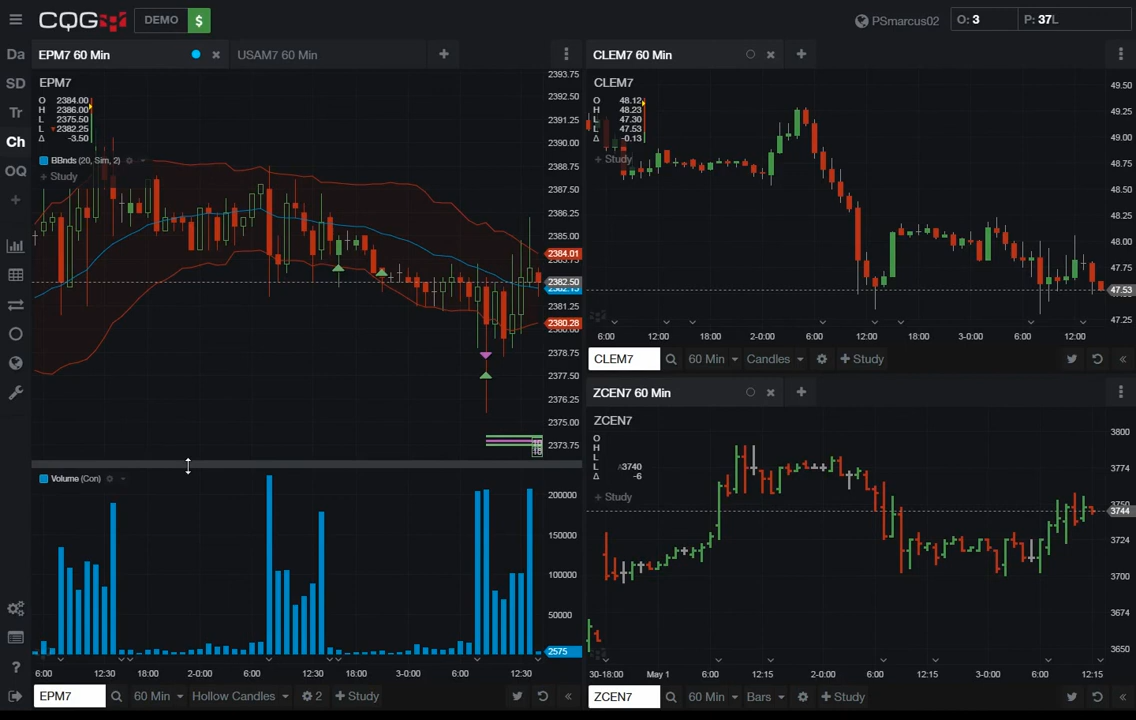 CQG DEMO $ PSmarcus02 O: 3 P: 37L
Da
SD
Tr
Ch
OQ
EPM7 60 Min
USAM7 60 Min
EPM7
O 2384.00
H 2386.00
L 2375.50
L 2382.25
Δ -3.50
BBnds (20, Sim, 2)
+ Study
2393.75
2392.50
2391.25
2390.00
2388.75
2387.50
2386.25
2385.00
2384.01
2382.50
2381.25
2380.28
2380.00
2378.75
2377.50
2376.25
2375.00
2373.75
Volume (Con)
200000
150000
100000
50000
2575
6:00 12:30 18:00 2-0:00 6:00 12:30 18:00 3-0:00 6:00 12:30
EPM7 60 Min Hollow Candles 2 + Study
CLEM7 60 Min
CLEM7
O 48.12
H 48.23
L 47.30
L 47.53
Δ -0.13
+ Study
49.50
49.25
49.00
48.75
48.50
48.25
48.00
47.75
47.53
47.25
6:00 12:00 18:00 2-0:00 6:00 12:00 18:00 3-0:00 6:00 12:00
CLEM7 60 Min Candles + Study
ZCEN7 60 Min
ZCEN7
O
H
L
L A3740
Δ -6
+ Study
3800
3774
3750
3744
3724
3700
3674
3650
30-18:00 May 1 6:00 12:15 2-0:00 6:00 12:15 3-0:00 6:00 12:15
ZCEN7 60 Min Bars + Study